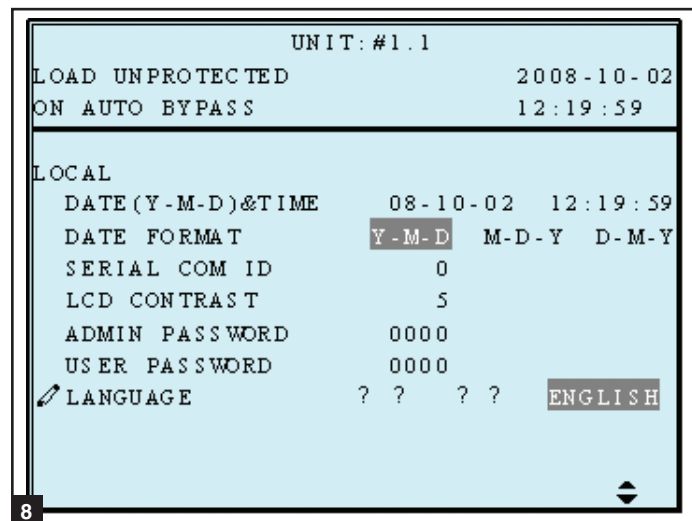 UNIT:#1.1
LOAD UNPROTECTED 2008-10-02
ON AUTO BYPASS 12:19:59
LOCAL
DATE(Y-M-D)&TIME 08-10-02 12:19:59
DATE FORMAT Y-M-D M-D-Y D-M-Y
SERIAL COM ID 0
LCD CONTRAST 5
ADMIN PASSWORD 0000
USER PASSWORD 0000
LANGUAGE ? ? ? ? ENGLISH
8